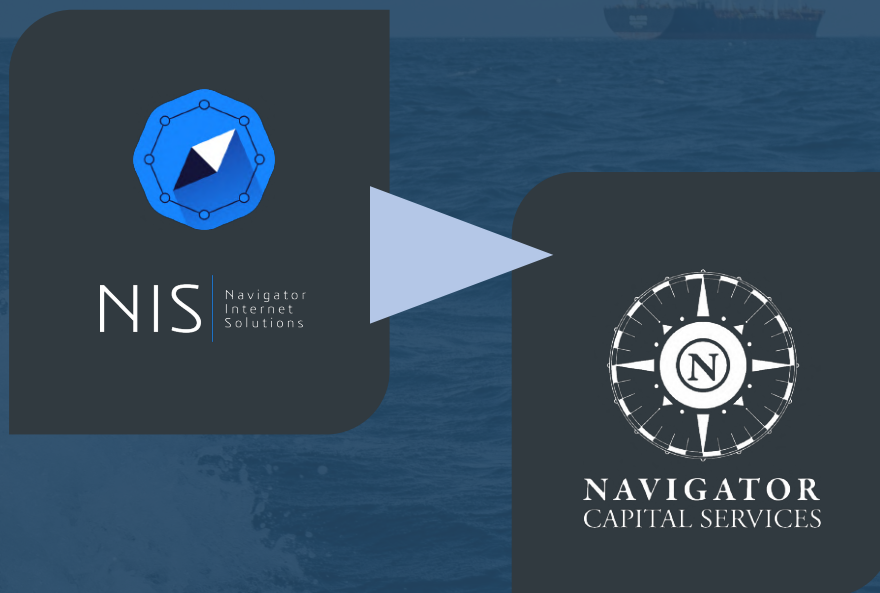 NIS
Navigator
Internet
Solutions
N
NAVIGATOR
CAPITAL SERVICES